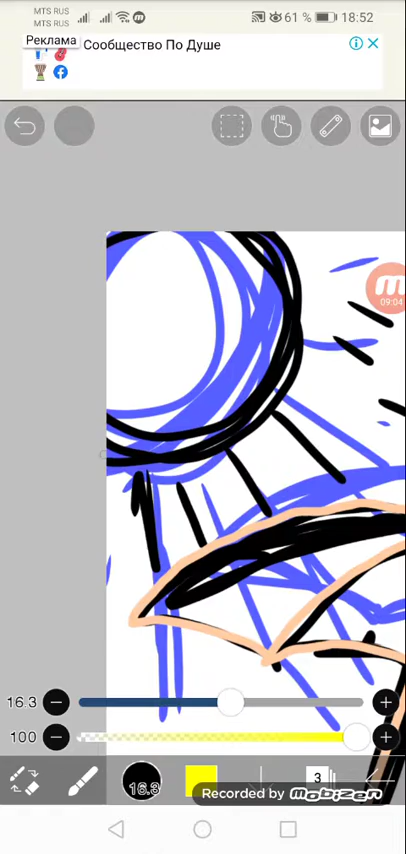 MTS RUS
MTS RUS
61 %
18:52
Реклама
Сообщество По Душе
09:04
16.3
100
16.3
3
Recorded by mobizen